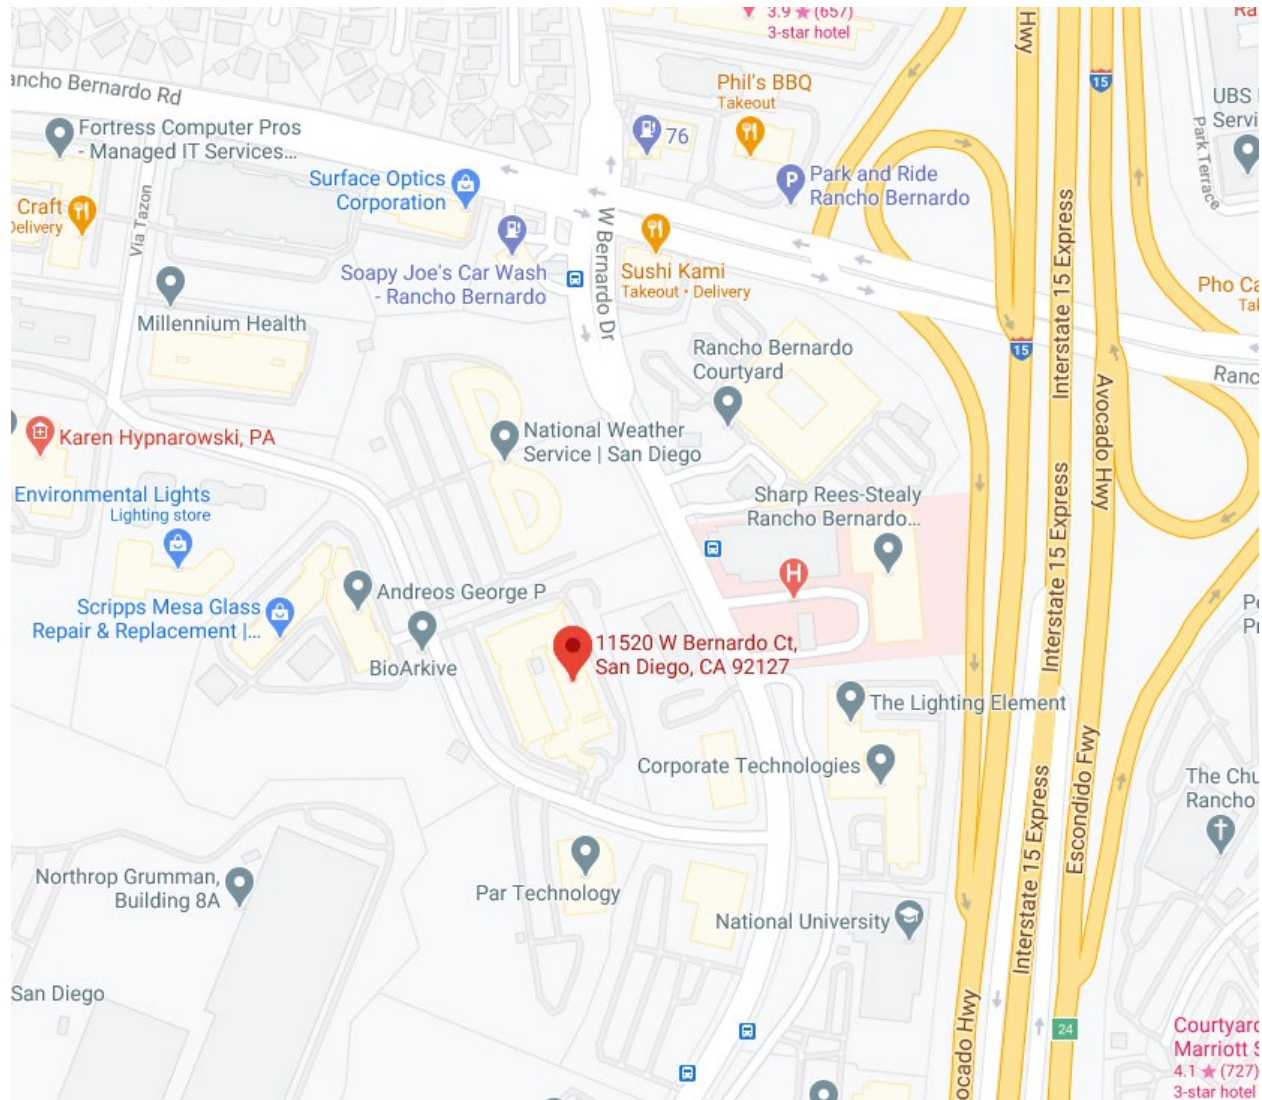 3.9 ★ (657)
3-star hotel
Hwy
Ra
15
Phil's BBQ
Takeout
ancho Bernardo Rd
UBS
Servi
76
Fortress Computer Pros
- Managed IT Services...
Park Terrace
P
Park and Ride
Rancho Bernardo
Surface Optics
Corporation
Craft
Delivery
Via Tazon
W Bernardo Dr
Interstate 15 Express
Sushi Kami
Takeout • Delivery
Soapy Joe's Car Wash
- Rancho Bernardo
Pho Ca
Tak
Millennium Health
Rancho Bernardo
Courtyard
15
Ranc
Avocado Hwy
Karen Hypnarowski, PA
National Weather
Service | San Diego
Environmental Lights
Lighting store
Sharp Rees-Stealy
Rancho Bernardo...
Interstate 15 Express
H
Andreos George P
Scripps Mesa Glass
Repair & Replacement |...
BioArkive
11520 W Bernardo Ct,
San Diego, CA 92127
Pe
Pr
The Lighting Element
Corporate Technologies
Escondido Fwy
Interstate 15 Express
The Chu
Rancho
Northrop Grumman,
Building 8A
Par Technology
National University
San Diego
ocado Hwy
24
Courtyard
Marriott S
4.1 ★ (727)
3-star hotel